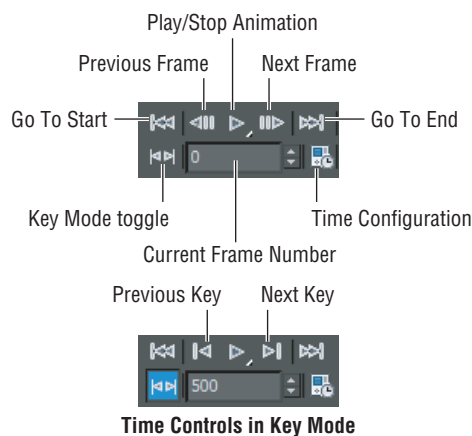 Play/Stop Animation
Previous Frame
Next Frame
Go To Start
Go To End
0
Key Mode toggle
Time Configuration
Current Frame Number
Previous Key
Next Key
500
Time Controls in Key Mode